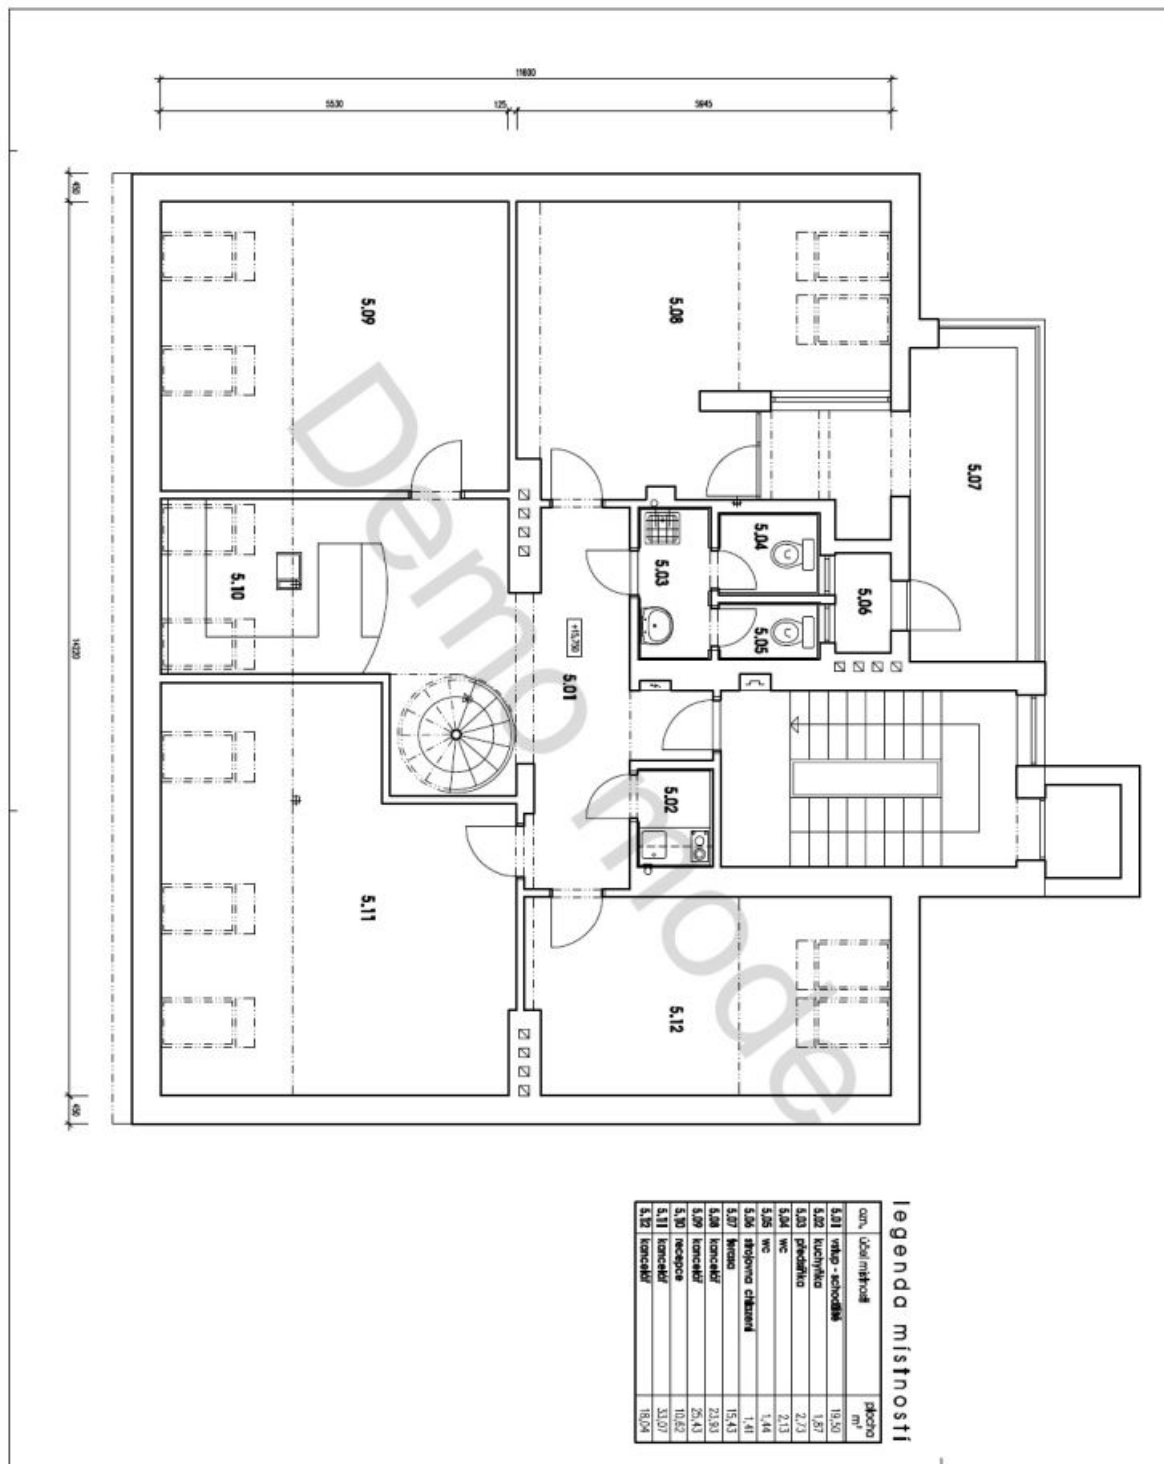 11800
5530
125
5945
450
14220
450
5.09
5.08
5.07
5.04
5.03
5.06
5.05
5.10
+15,750
5.01
5.02
5.11
5.12
Demo mode
legenda místností
ozn. účel místnosti plocha m²
5.01 vstup - schodiště 19,50
5.02 kuchyňka 1,87
5.03 předsíňka 2,73
5.04 wc 2,13
5.05 wc 1,44
5.06 strojovna chlazení 1,41
5.07 terasa 15,43
5.08 kancelář 23,93
5.09 kancelář 25,43
5.10 recepce 10,62
5.11 kancelář 33,07
5.12 kancelář 18,04